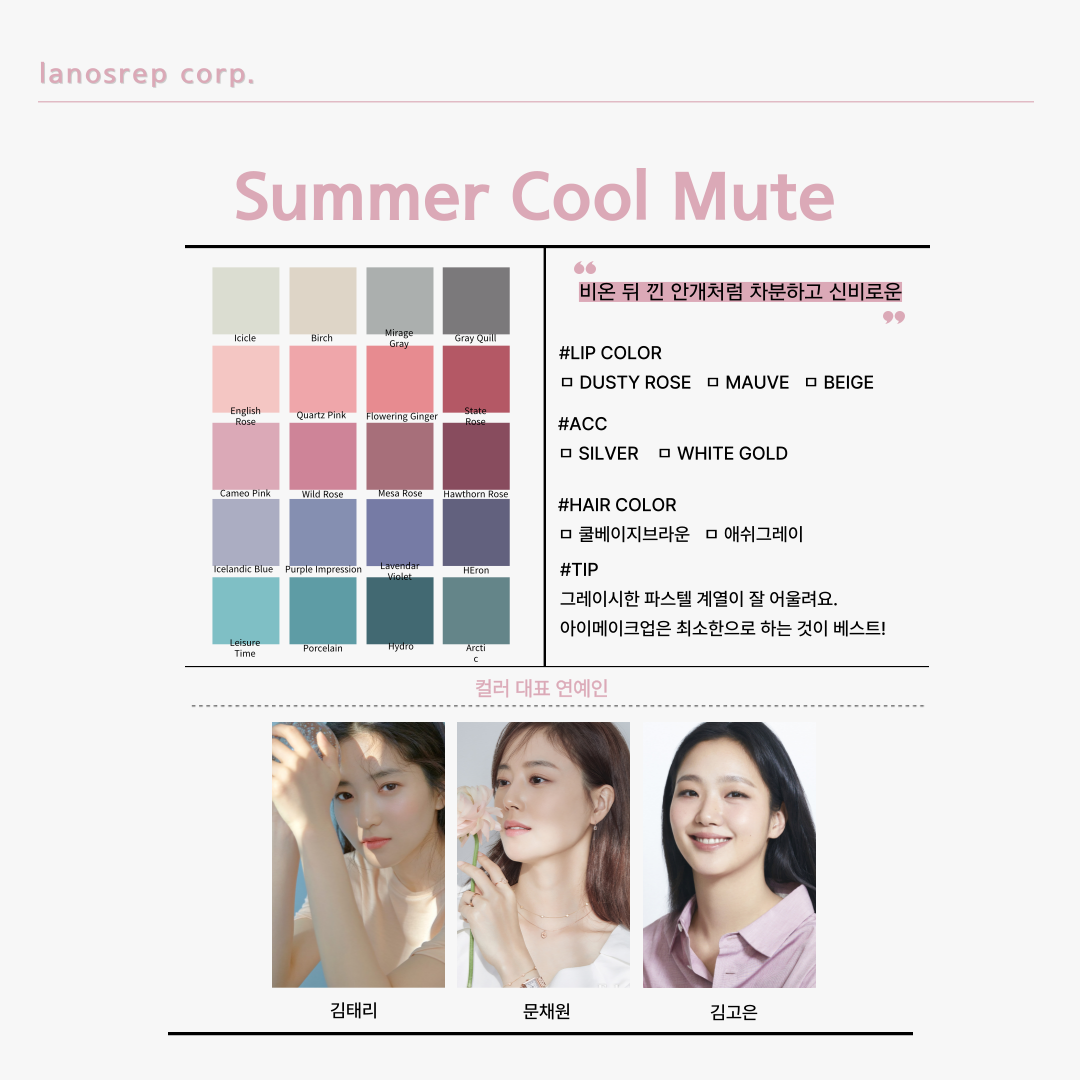 lanosrep corp.
Summer Cool Mute
Icicle
Birch
Mirage
Gray
Gray Quill
English
Rose
Quartz Pink
Flowering Ginger
State
Rose
Cameo Pink
Wild Rose
Mesa Rose
Hawthorn Rose
Icelandic Blue
Purple Impression
Lavendar
Violet
HEron
Leisure
Time
Porcelain
Hydro
Arcti
c
“
비온 뒤 낀 안개처럼 차분하고 신비로운
”
#LIP COLOR
ㅁ DUSTY ROSE ㅁ MAUVE ㅁ BEIGE
#ACC
ㅁ SILVER ㅁ WHITE GOLD
#HAIR COLOR
ㅁ 쿨베이지브라운 ㅁ 애쉬그레이
#TIP
그레이시한 파스텔 계열이 잘 어울려요.
아이메이크업은 최소한으로 하는 것이 베스트!
컬러 대표 연예인
김태리
문채원
김고은